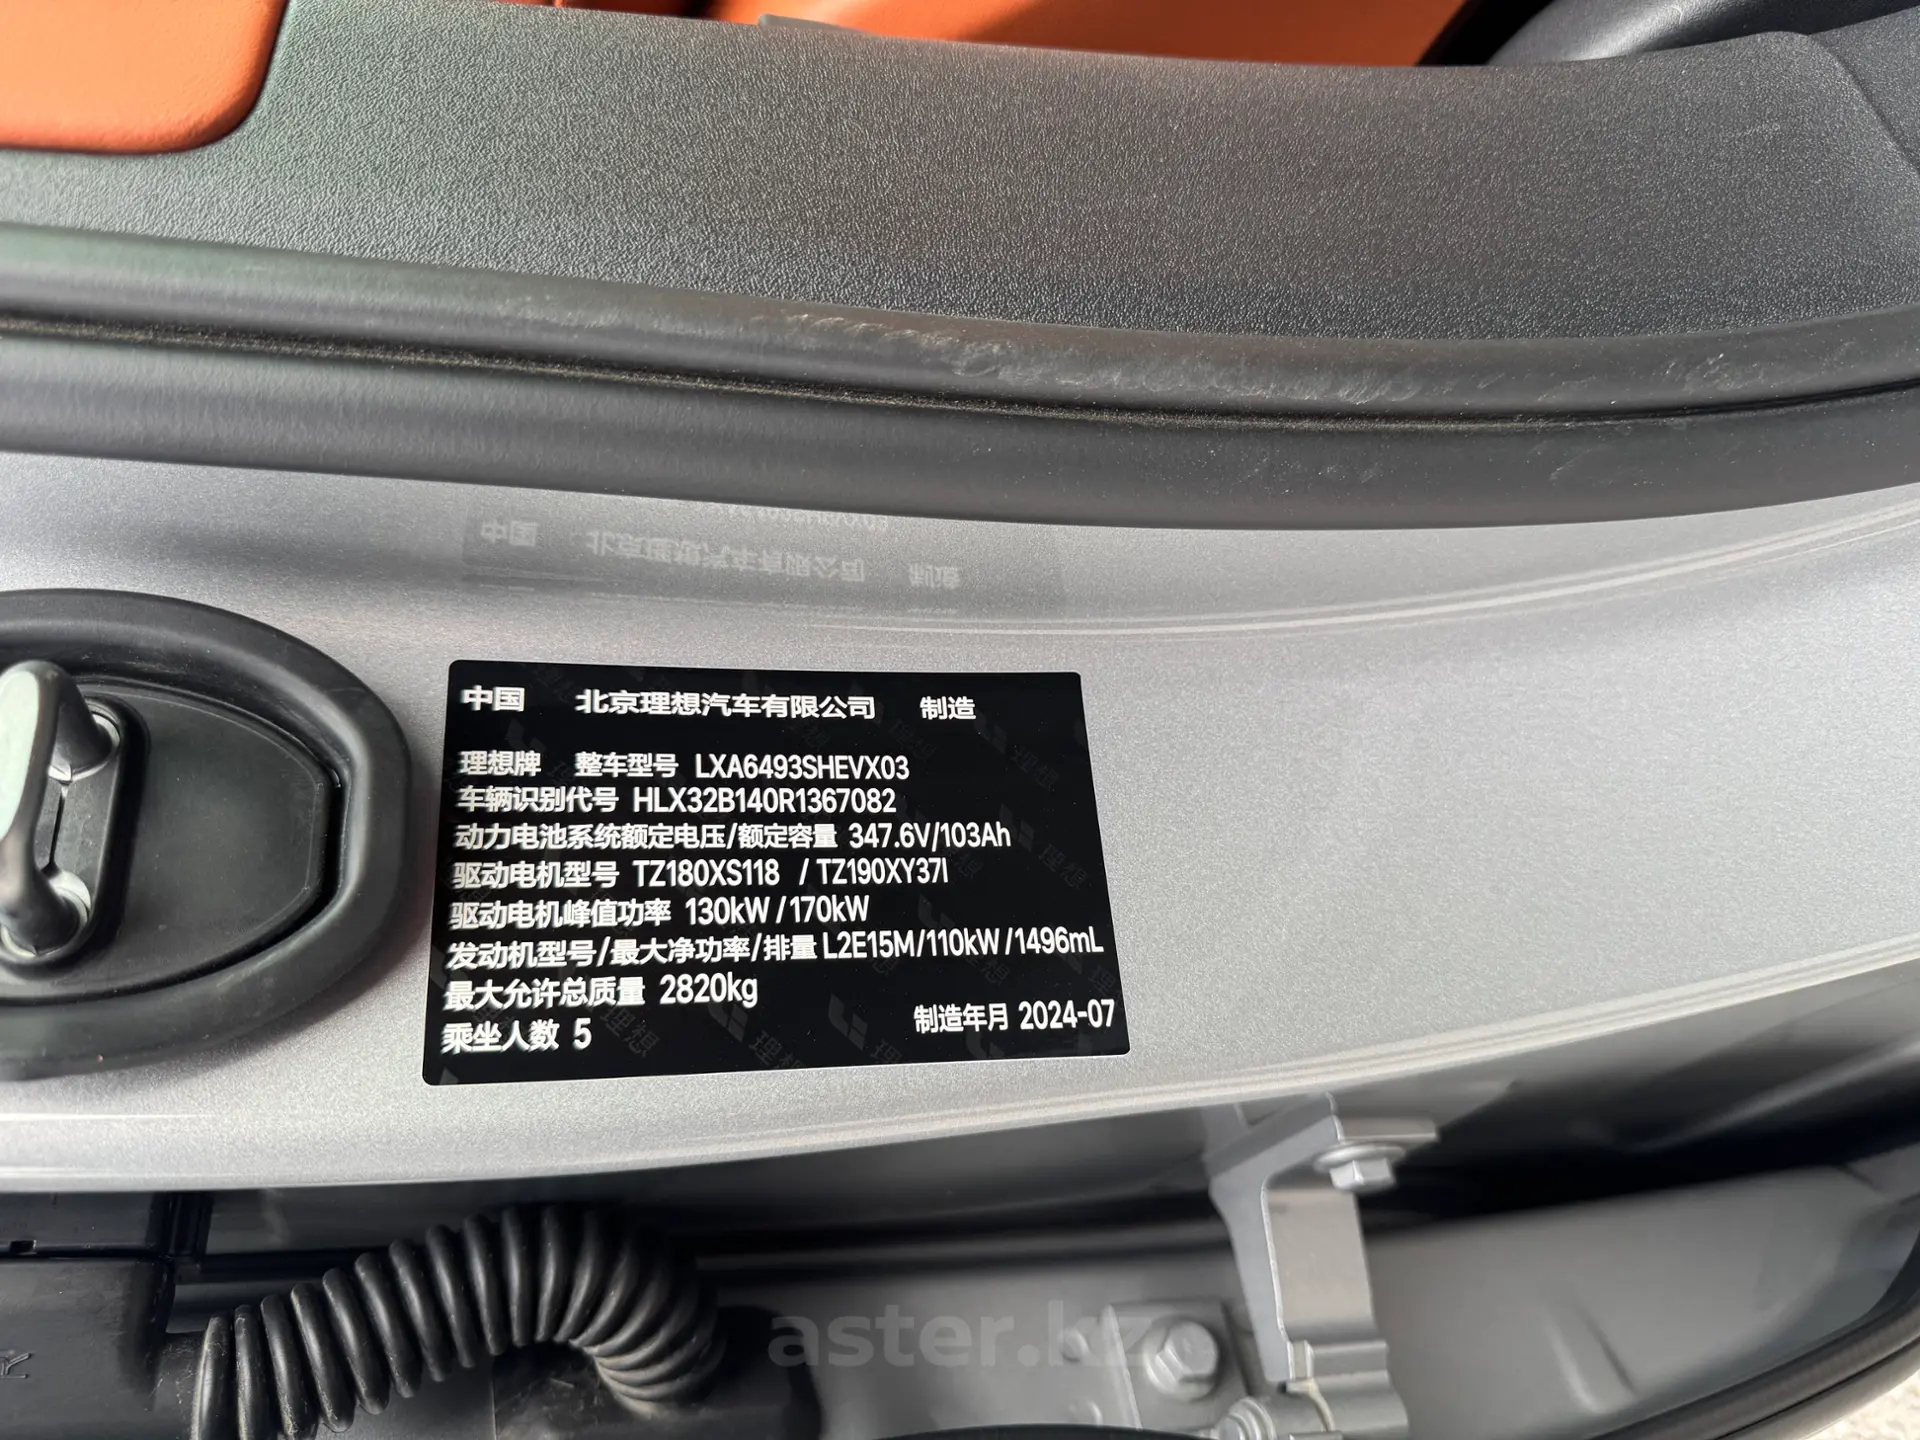 中国 北京理想汽车有限公司 制造
理想牌 整车型号 LXA6493SHEVX03
车辆识别代号 HLX32B140R1367082
动力电池系统额定电压/额定容量 347.6V/103Ah
驱动电机型号 TZ180XS118 / TZ190XY37I
驱动电机峰值功率 130kW / 170kW
发动机型号/最大净功率/排量 L2E15M/110kW /1496mL
最大允许总质量 2820kg
乘坐人数 5 制造年月 2024-07
aster.kz